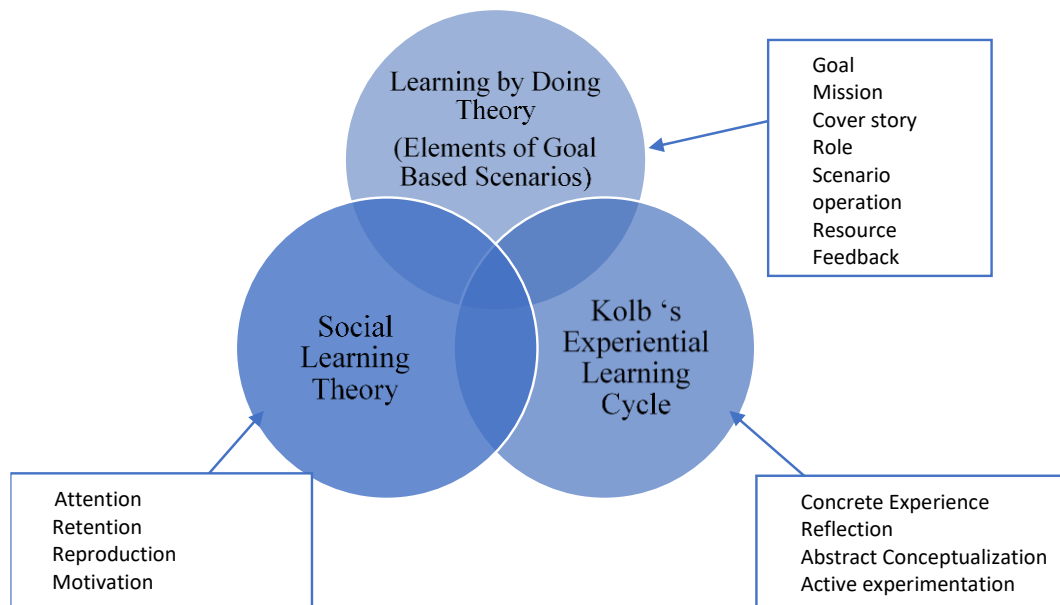 Learning by Doing
Theory
(Elements of Goal
Based Scenarios)
Goal
Mission
Cover story
Role
Scenario
operation
Resource
Feedback
Social
Learning
Theory
Kolb ‘s
Experiential
Learning
Cycle
Attention
Retention
Reproduction
Motivation
Concrete Experience
Reflection
Abstract Conceptualization
Active experimentation